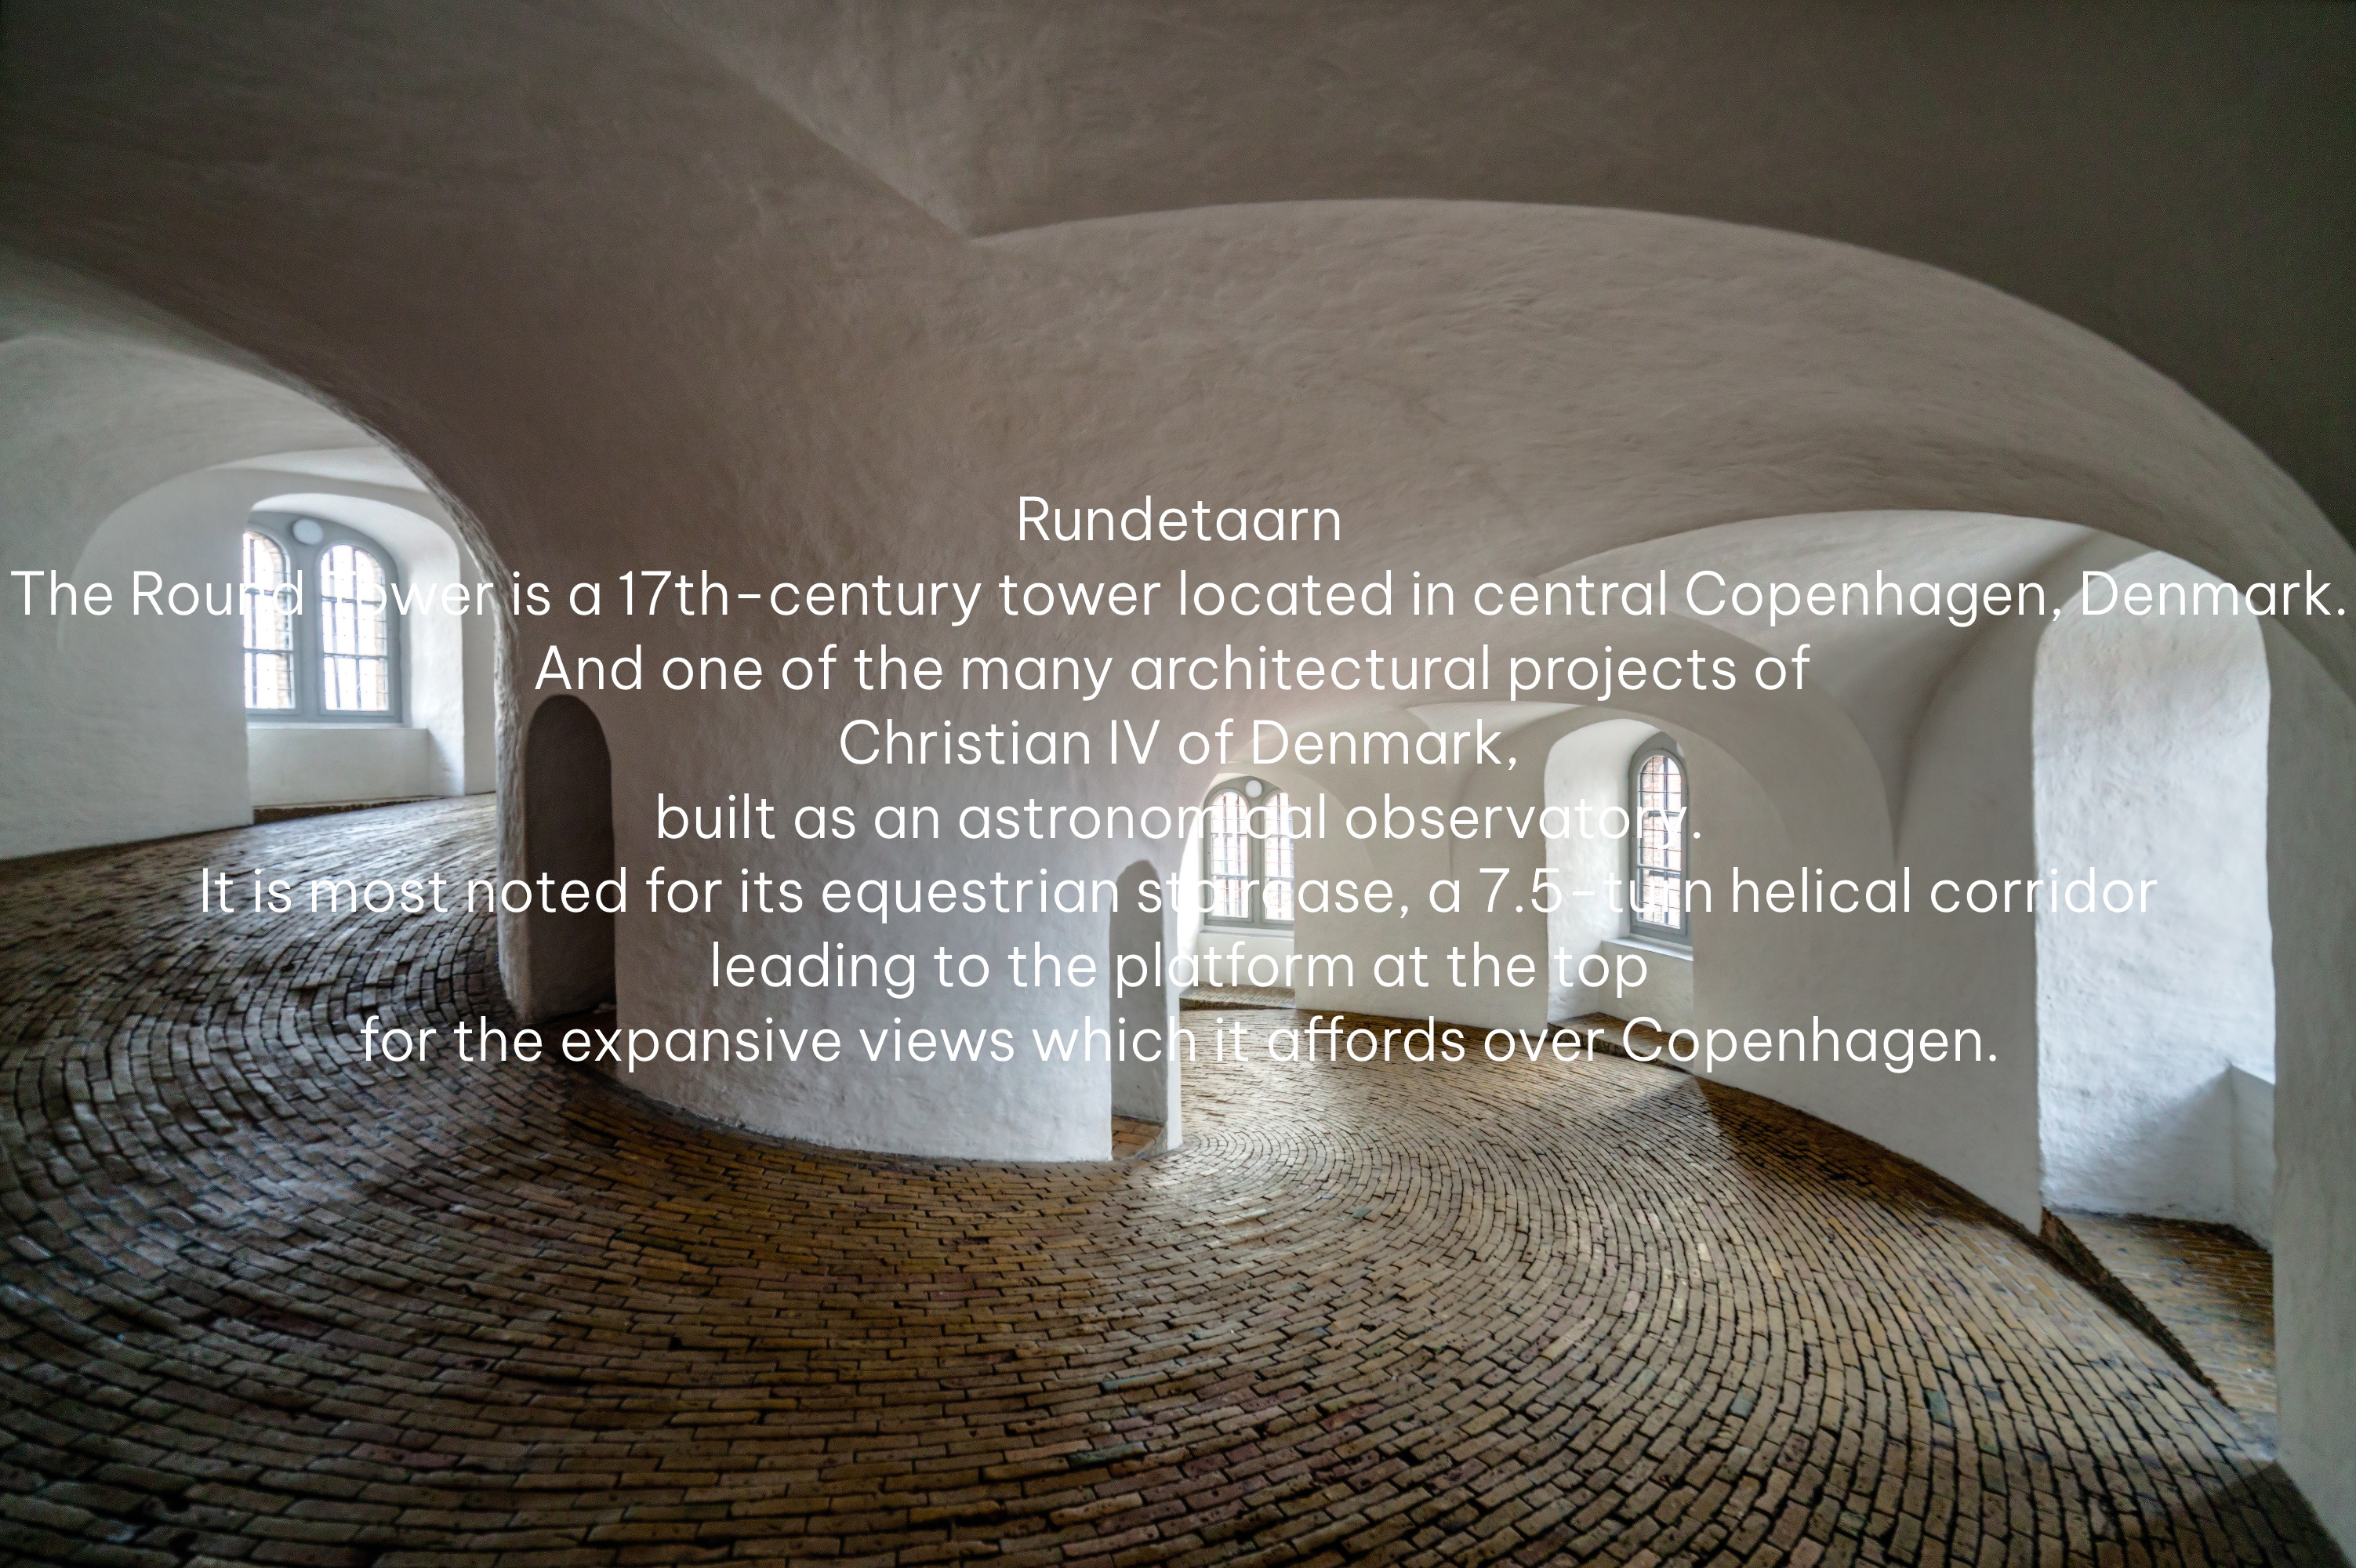 Rundetaarn
The Round Tower is a 17th-century tower located in central Copenhagen, Denmark.
And one of the many architectural projects of
Christian IV of Denmark,
built as an astronomical observatory.
It is most noted for its equestrian staircase, a 7.5-turn helical corridor
leading to the platform at the top
for the expansive views which it affords over Copenhagen.